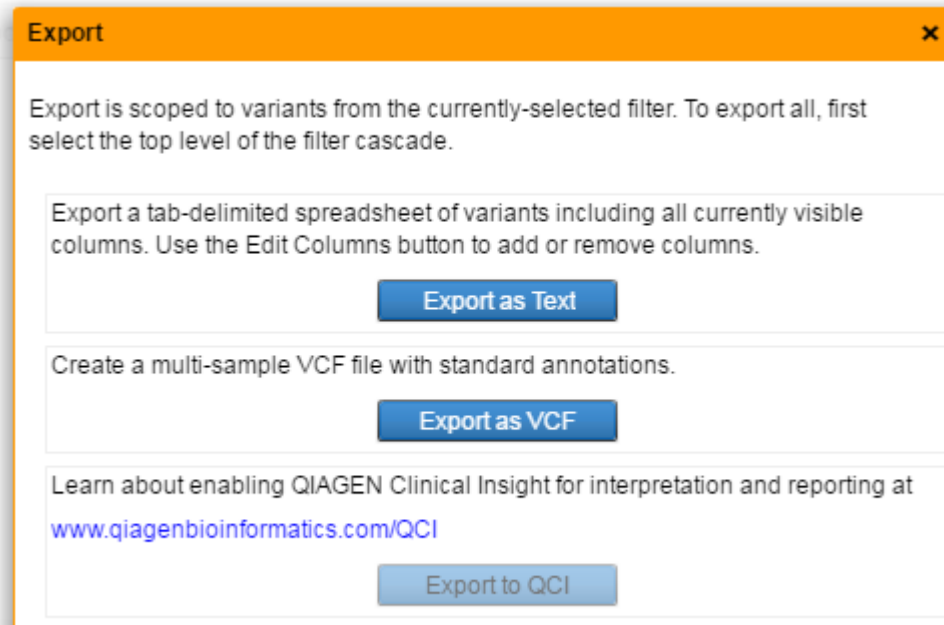 Export
Export is scoped to variants from the currently-selected filter. To export all, first
select the top level of the filter cascade.
Export a tab-delimited spreadsheet of variants including all currently visible
columns. Use the Edit Columns button to add or remove columns.
Export as Text
Create a multi-sample VCF file with standard annotations.
Export as VCF
Learn about enabling QIAGEN Clinical Insight for interpretation and reporting at
www.qiagenbioinformatics.com/QCI
Export to QCI